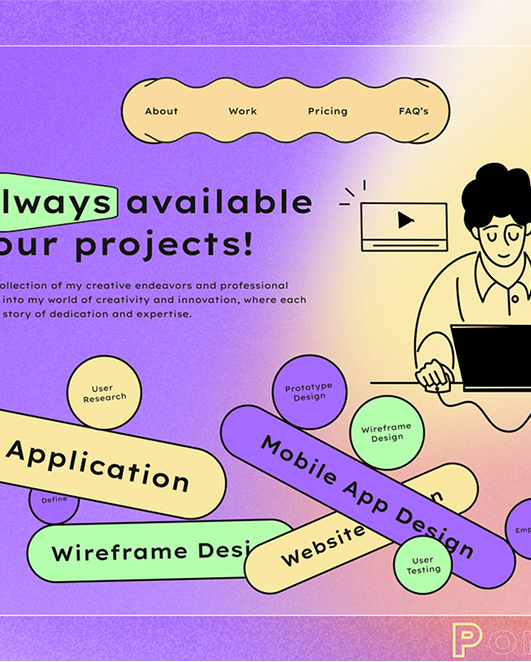 About Work Pricing FAQ's
lways available
our projects!
ollection of my creative endeavors and professional
into my world of creativity and innovation, where each
story of dedication and expertise.
User
Research
Prototype
Design
Wireframe
Design
Application
Mobile App Design
Define
Wireframe Desi
Website
n
User
Testing
Emp
Por